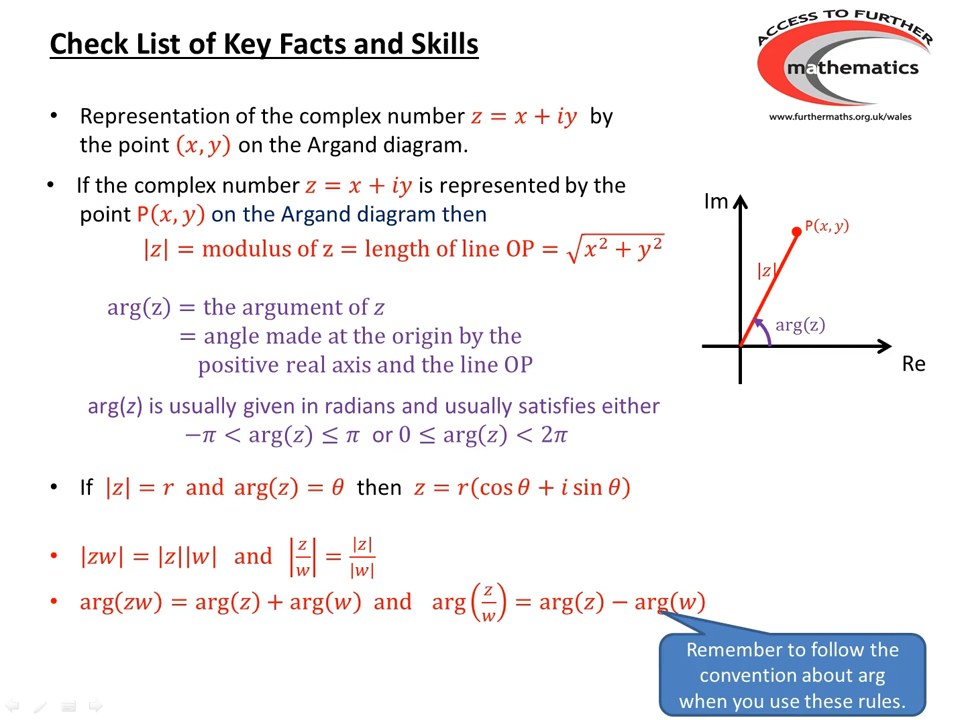 Check List of Key Facts and Skills
ACCESS TO FURTHER
mathematics
www.furthermaths.org.uk/wales
• Representation of the complex number z = x + iy by
the point (x, y) on the Argand diagram.
• If the complex number z = x + iy is represented by the
point P(x, y) on the Argand diagram then
|z| = modulus of z = length of line OP = √(x² + y²)
arg(z) = the argument of z
= angle made at the origin by the
positive real axis and the line OP
arg(z) is usually given in radians and usually satisfies either
−π < arg(z) ≤ π or 0 ≤ arg(z) < 2π
Im
P(x, y)
|z|
arg(z)
Re
• If |z| = r and arg(z) = θ then z = r(cos θ + i sin θ)
• |zw| = |z||w| and |z/w| = |z|/|w|
• arg(zw) = arg(z) + arg(w) and arg(z/w) = arg(z) − arg(w)
Remember to follow the
convention about arg
when you use these rules.